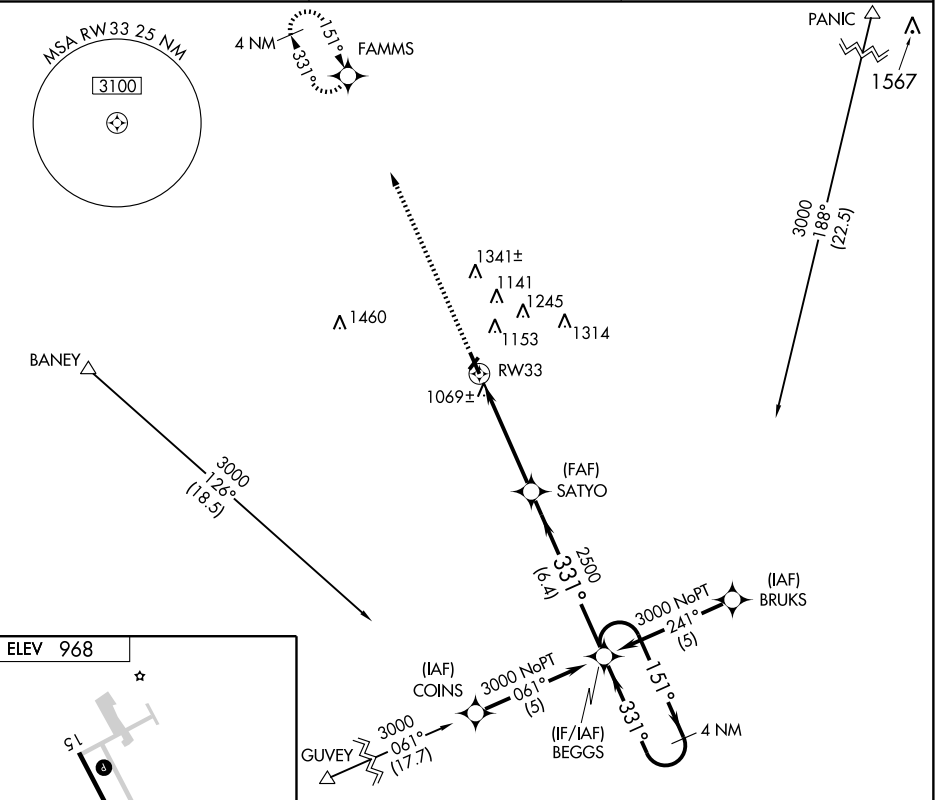 MSA RW33 25 NM
3100
4 NM
151°
331°
FAMMS
PANIC
1567
3000
188°
(22.5)
1341±
1141
1245
1153
1314
1460
RW33
1069±
BANEY
3000
126°
(18.5)
(FAF)
SATYO
2500
331°
(6.4)
(IAF)
BRUKS
3000 NoPT
241°
(5)
(IAF)
COINS
3000 NoPT
061°
(5)
151°
331°
4 NM
(IF/IAF)
BEGGS
3000
061°
(17.7)
GUVEY
ELEV 968
15
P